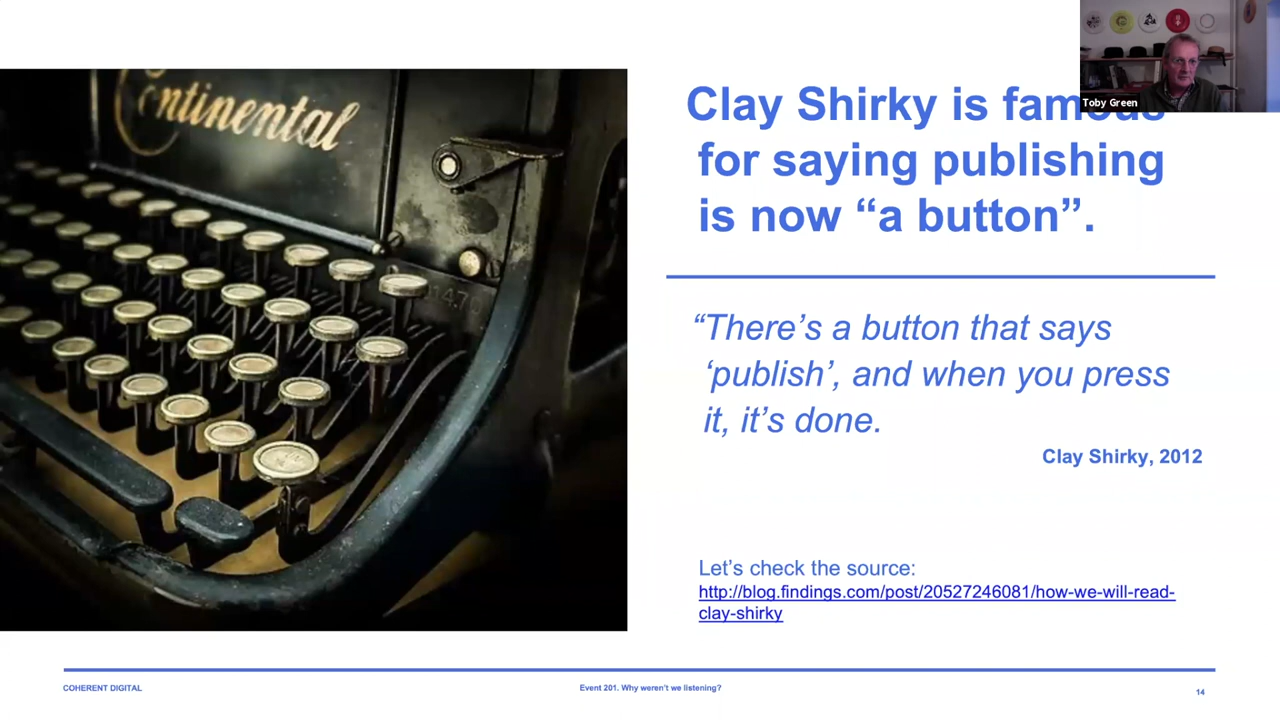 Continental
Toby Green
Clay Shirky is famous
for saying publishing
is now “a button”.
“There’s a button that says
‘publish’, and when you press
it, it’s done.
Clay Shirky, 2012
Let’s check the source:
http://blog.findings.com/post/20527246081/how-we-will-read-
clay-shirky
COHERENT DIGITAL
Event 201. Why weren’t we listening?
14